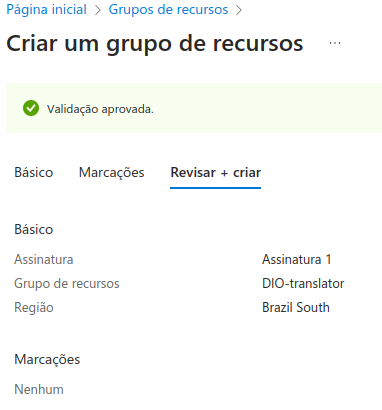 Página inicial > Grupos de recursos >
Criar um grupo de recursos ...
Validação aprovada.
Básico Marcações Revisar + criar
Básico
Assinatura Assinatura 1
Grupo de recursos DIO-translator
Região Brazil South
Marcações
Nenhum